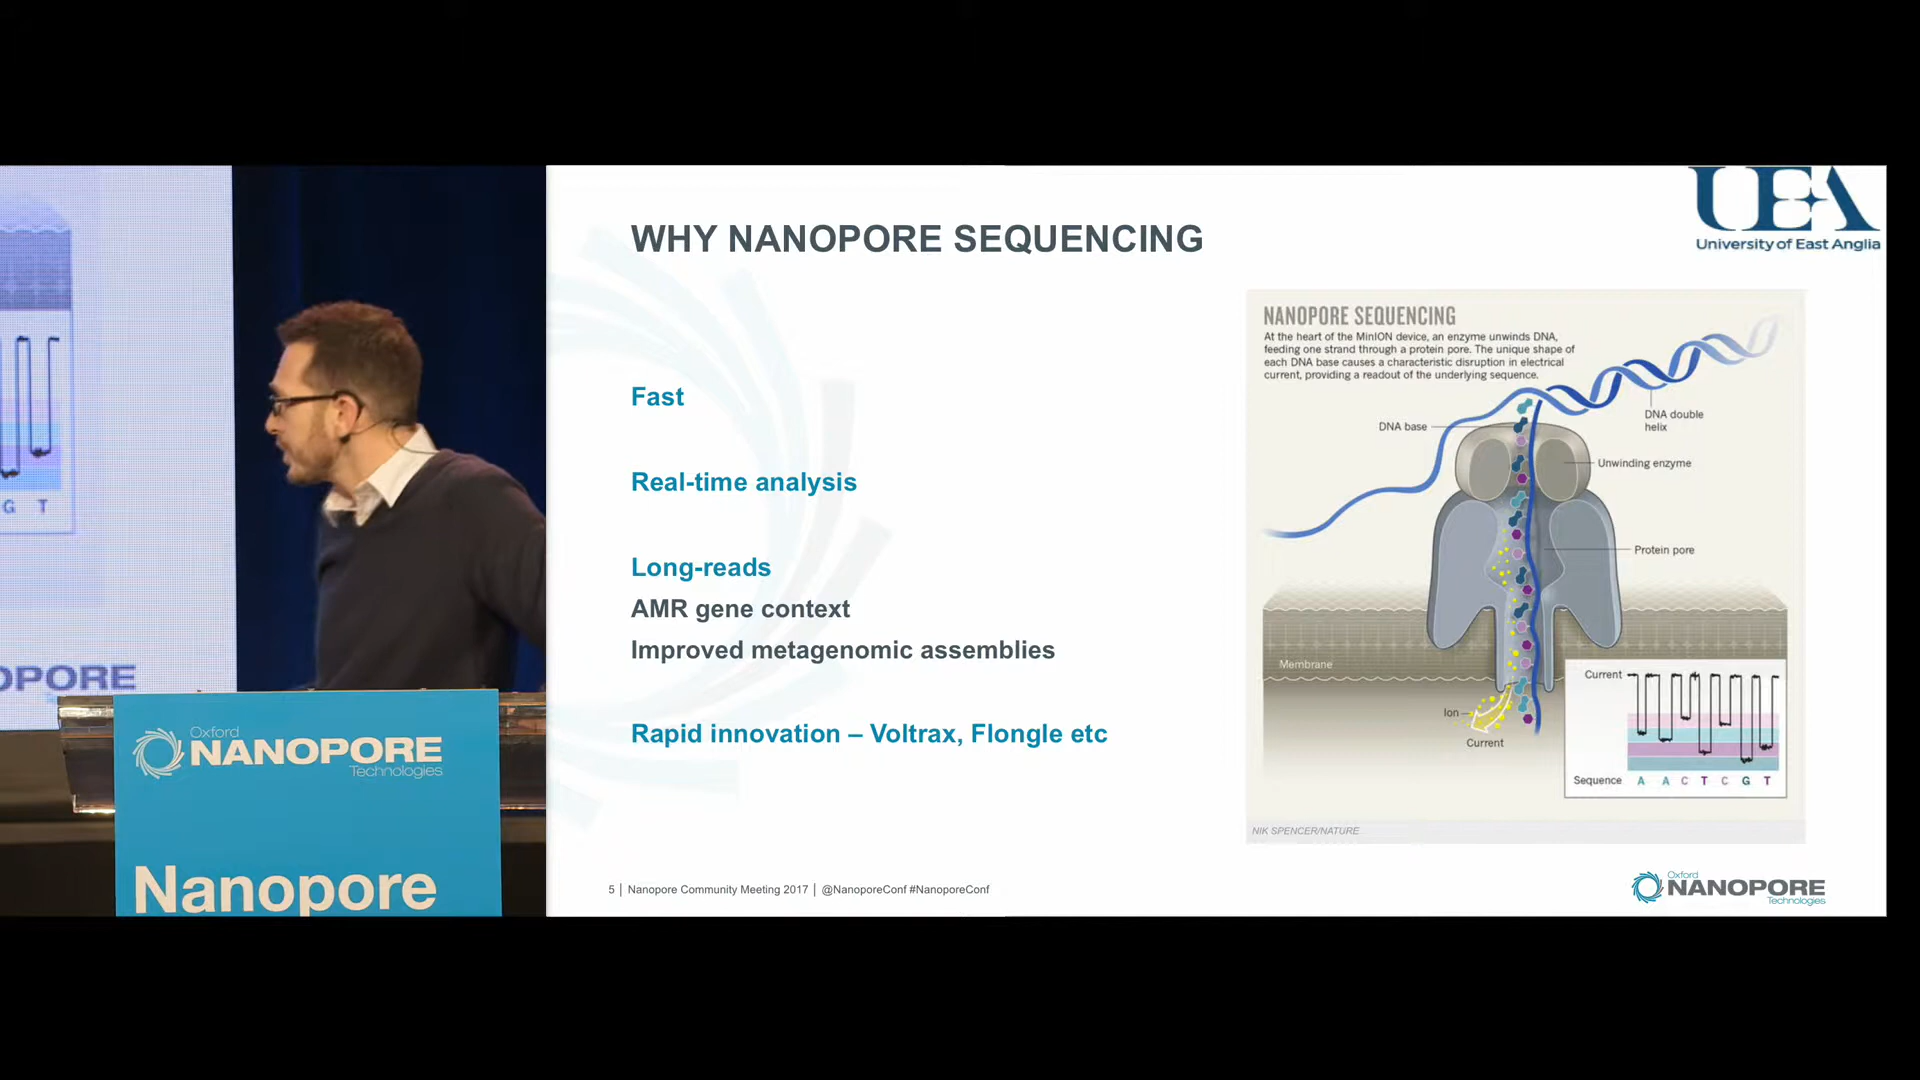 UEA
University of East Anglia
WHY NANOPORE SEQUENCING
Fast
Real-time analysis
Long-reads
AMR gene context
Improved metagenomic assemblies
Rapid innovation – Voltrax, Flongle etc
NANOPORE SEQUENCING
At the heart of the MinION device, an enzyme unwinds DNA,
feeding one strand through a protein pore. The unique shape of
each DNA base causes a characteristic disruption in electrical
current, providing a readout of the underlying sequence.
DNA base
DNA double
helix
Unwinding enzyme
Protein pore
Membrane
Ion
Current
Current
Sequence A A C T C G T
NIK SPENCER/NATURE
5 | Nanopore Community Meeting 2017 | @NanoporeConf #NanoporeConf
Oxford
NANOPORE
Technologies
G T
OPORE
Oxford
NANOPORE
Technologies
Nanopore